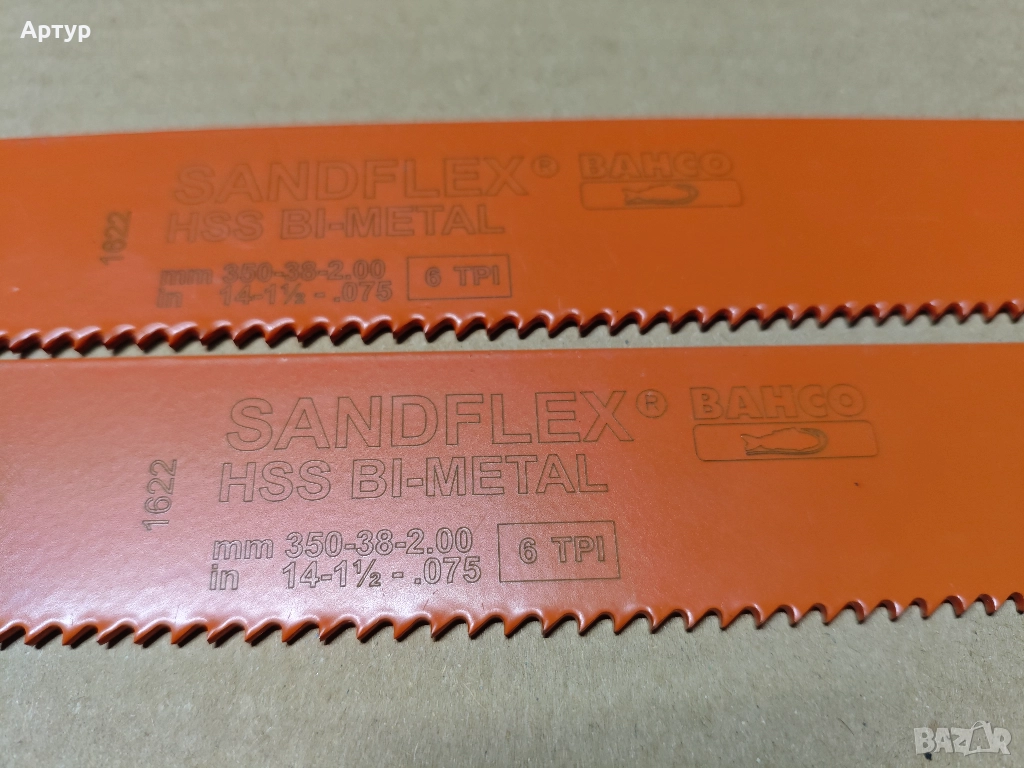 Артур
SANDFLEX® BAHCO
HSS BI-METAL
1622
mm 350-38-2.00 6 TPI
in 14-1½ - .075
SANDFLEX® BAHCO
HSS BI-METAL
1622
mm 350-38-2.00 6 TPI
in 14-1½ - .075
BAZAR